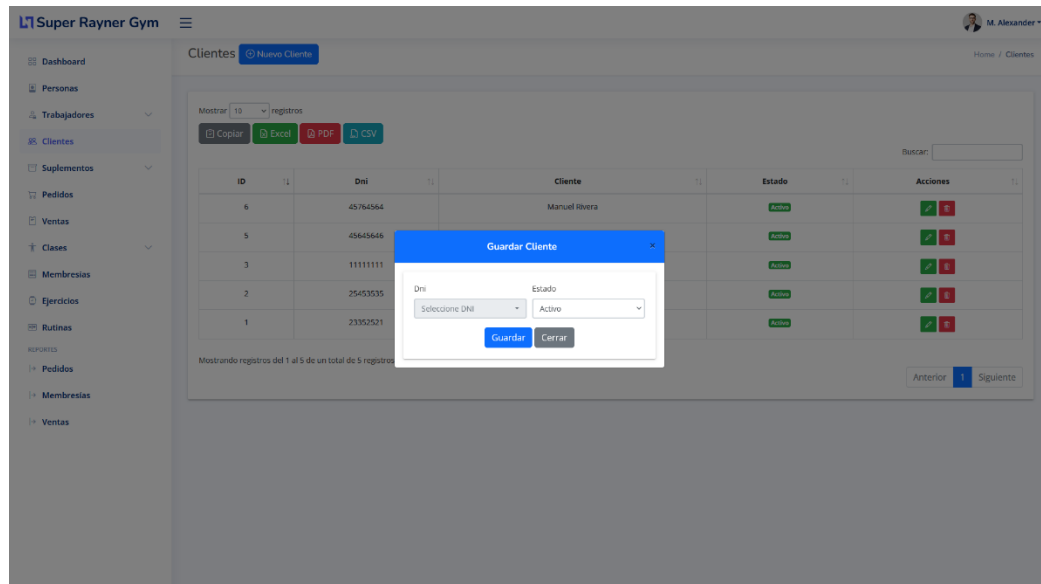 Super Rayner Gym
M. Alexander
Dashboard
Personas
Trabajadores
Clientes
Suplementos
Pedidos
Ventas
Clases
Membresías
Ejercicios
Rutinas
REPORTES
Pedidos
Membresías
Ventas
Clientes Nuevo Cliente
Home / Clientes
Mostrar 10 registros
Copiar Excel PDF CSV
Buscar:
ID Dni Cliente Estado Acciones
6 45764564 Manuel Rivera Activo
5 45645646 Activo
3 11111111 Activo
2 25453535 Activo
1 23352521 Activo
Mostrando registros del 1 al 5 de un total de 5 registros
Anterior 1 Siguiente
Guardar Cliente ×
Dni Estado
Seleccione DNI Activo
Guardar Cerrar